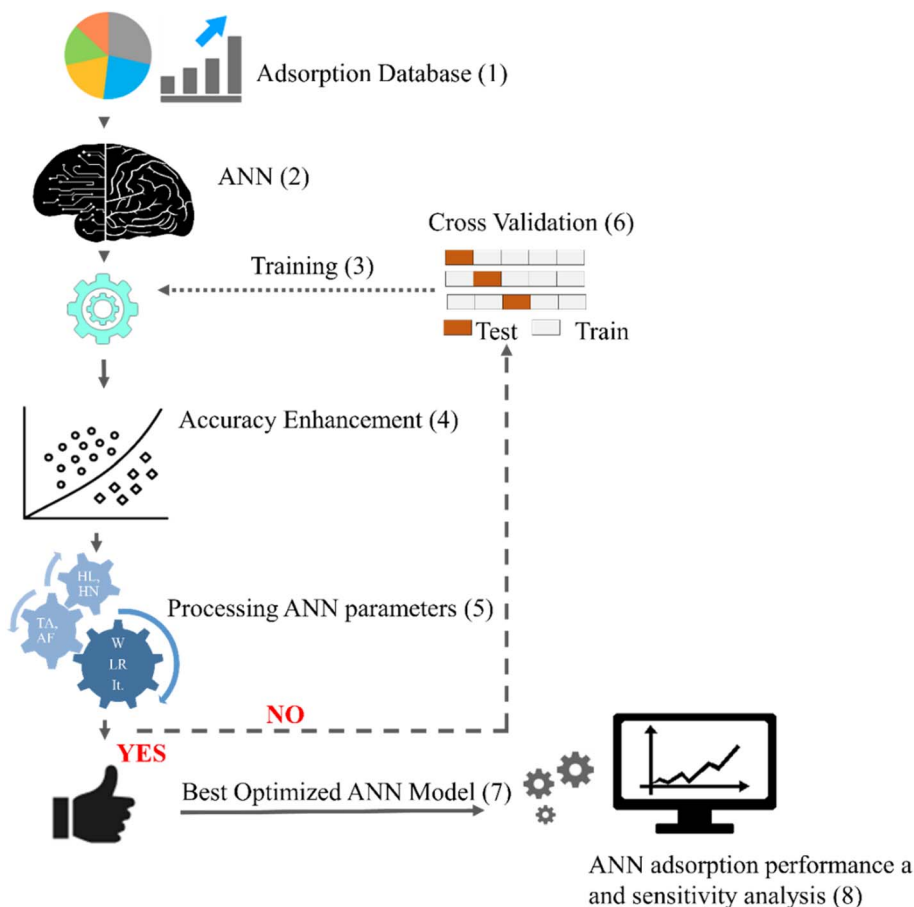 Adsorption Database (1)
ANN (2)
Cross Validation (6)
Training (3)
Test
Train
Accuracy Enhancement (4)
HL,
HN
TA,
AF
Processing ANN parameters (5)
W
LR
It.
NO
YES
Best Optimized ANN Model (7)
ANN adsorption performance a
and sensitivity analysis (8)